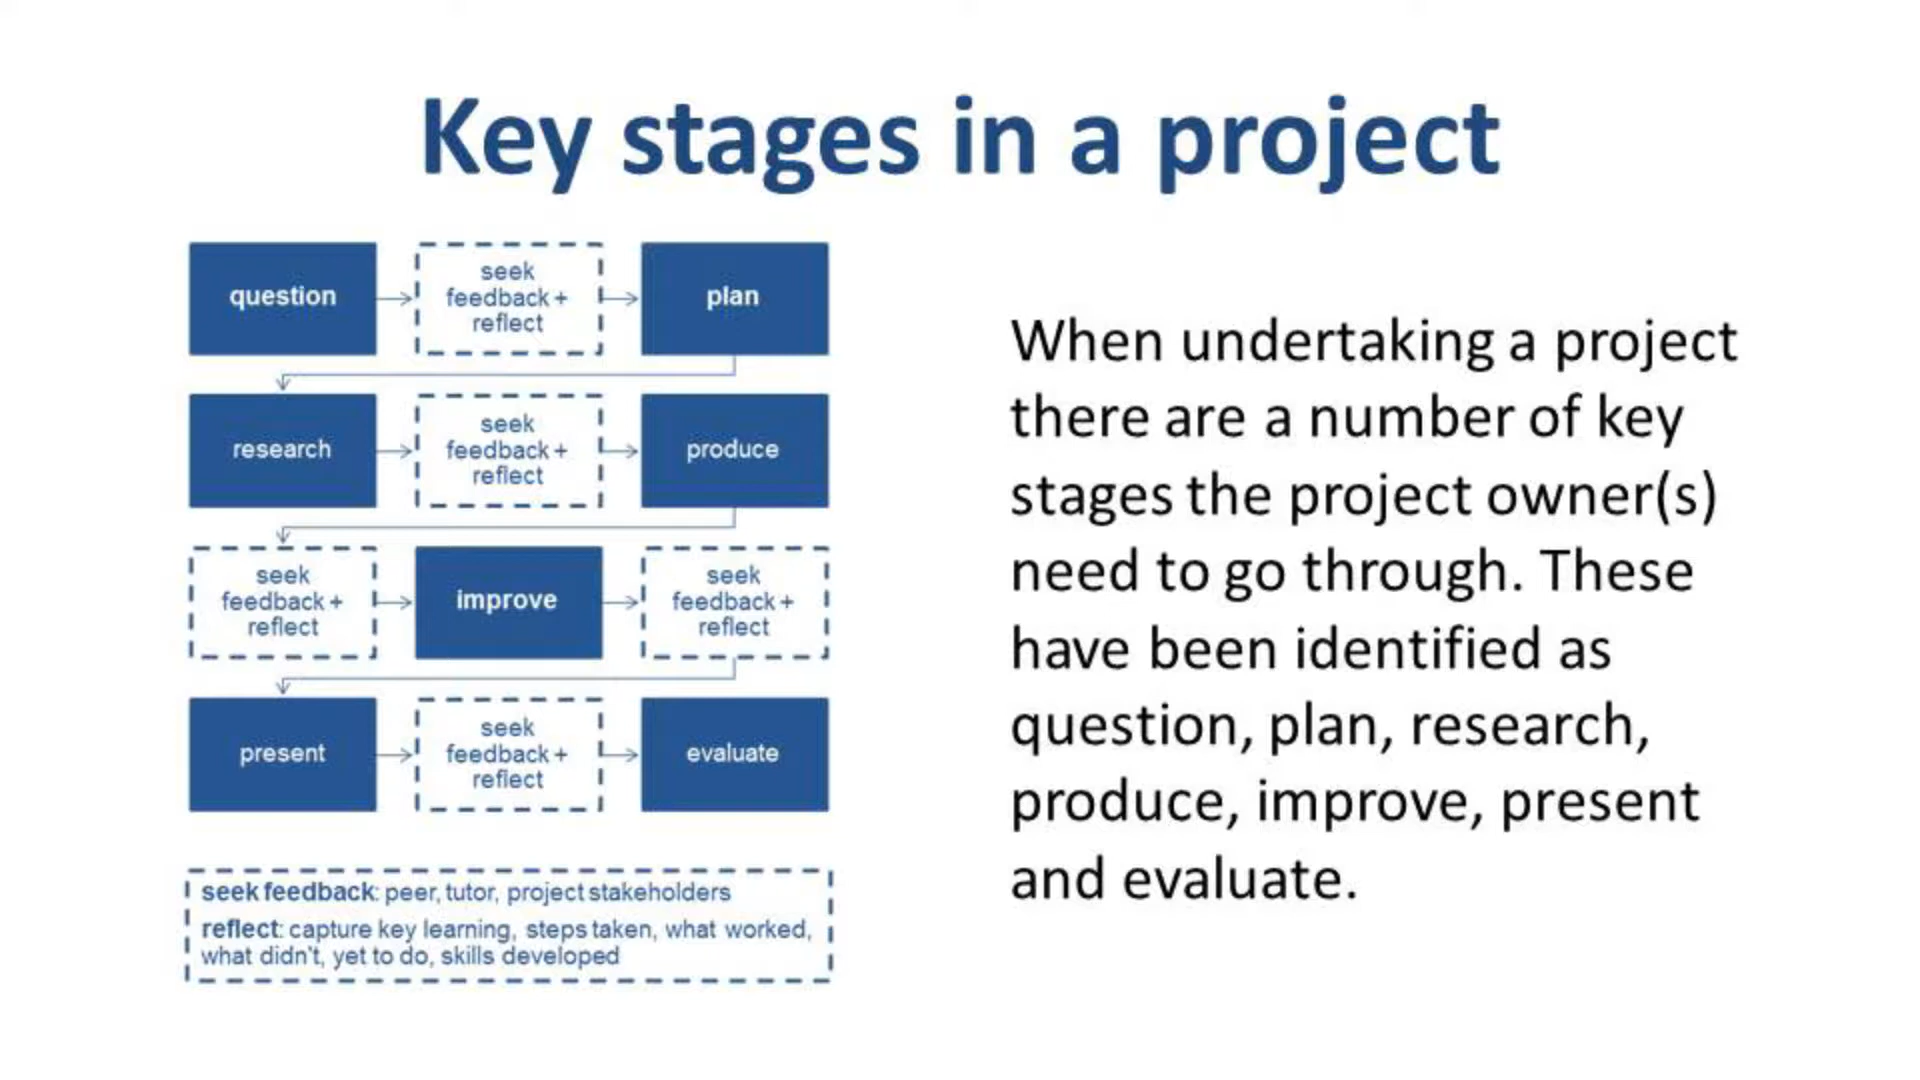 Key stages in a project
question
seek
feedback +
reflect
plan
research
seek
feedback +
reflect
produce
seek
feedback +
reflect
improve
seek
feedback +
reflect
present
seek
feedback +
reflect
evaluate
seek feedback: peer, tutor, project stakeholders
reflect: capture key learning, steps taken, what worked,
what didn't, yet to do, skills developed
When undertaking a project
there are a number of key
stages the project owner(s)
need to go through. These
have been identified as
question, plan, research,
produce, improve, present
and evaluate.